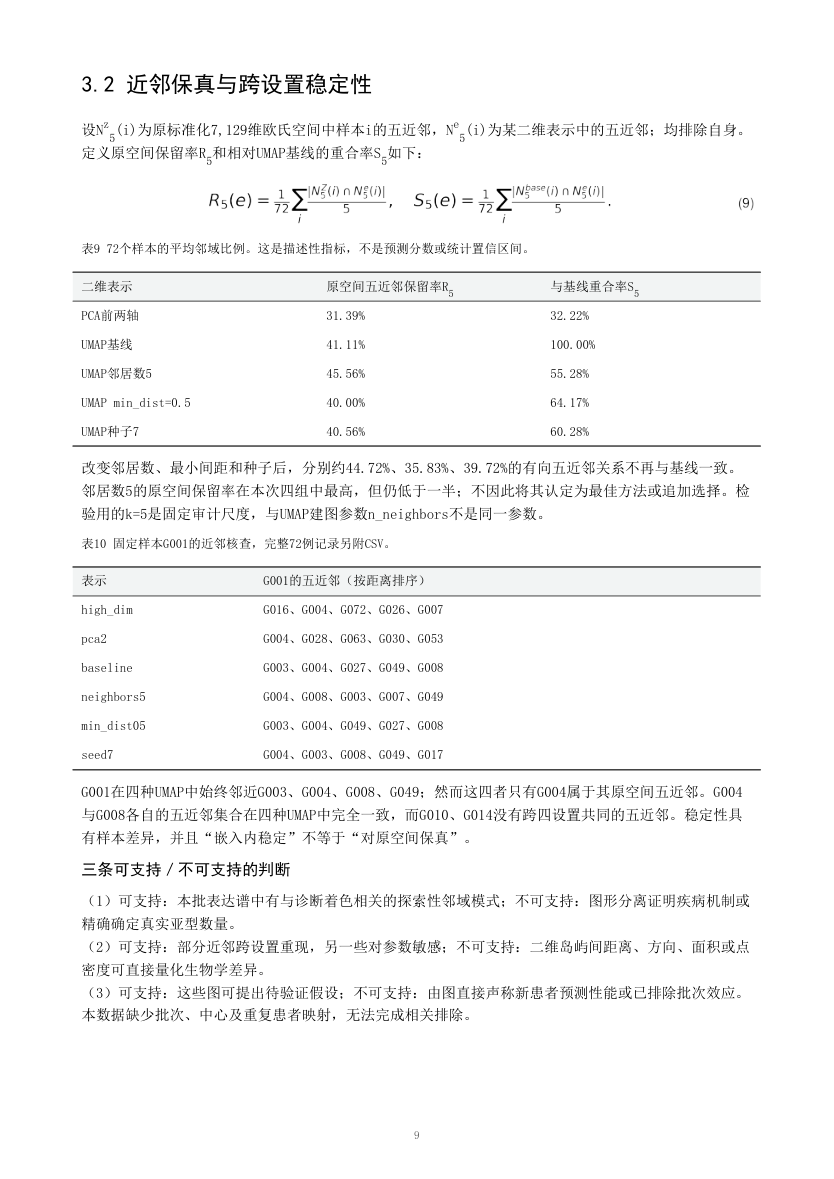 3.2 近邻保真与跨设置稳定性
设N^z_5(i)为原标准化7,129维欧氏空间中样本i的五近邻，N^e_5(i)为某二维表示中的五近邻；均排除自身。
定义原空间保留率R_5和相对UMAP基线的重合率S_5如下：
R_5(e) = 1/72 ∑_i |N_5^Z(i) ∩ N_5^e(i)|/5 , S_5(e) = 1/72 ∑_i |N_5^base(i) ∩ N_5^e(i)|/5 . (9)
表9 72个样本的平均邻域比例。这是描述性指标，不是预测分数或统计置信区间。
二维表示 原空间五近邻保留率R_5 与基线重合率S_5
PCA前两轴 31.39% 32.22%
UMAP基线 41.11% 100.00%
UMAP邻居数5 45.56% 55.28%
UMAP min_dist=0.5 40.00% 64.17%
UMAP种子7 40.56% 60.28%
改变邻居数、最小间距和种子后，分别约44.72%、35.83%、39.72%的有向五近邻关系不再与基线一致。
邻居数5的原空间保留率在本次四组中最高，但仍低于一半；不因此将其认定为最佳方法或追加选择。检
验用的k=5是固定审计尺度，与UMAP建图参数n_neighbors不是同一参数。
表10 固定样本G001的近邻核查，完整72例记录另附CSV。
表示 G001的五近邻（按距离排序）
high_dim G016、G004、G072、G026、G007
pca2 G004、G028、G063、G030、G053
baseline G003、G004、G027、G049、G008
neighbors5 G004、G008、G003、G007、G049
min_dist05 G003、G004、G049、G027、G008
seed7 G004、G003、G008、G049、G017
G001在四种UMAP中始终邻近G003、G004、G008、G049；然而这四者只有G004属于其原空间五近邻。G004
与G008各自的五近邻集合在四种UMAP中完全一致，而G010、G014没有跨四设置共同的五近邻。稳定性具
有样本差异，并且“嵌入内稳定”不等于“对原空间保真”。
三条可支持 / 不可支持的判断
（1）可支持：本批表达谱中有与诊断着色相关的探索性邻域模式；不可支持：图形分离证明疾病机制或
精确确定真实亚型数量。
（2）可支持：部分近邻跨设置重现，另一些对参数敏感；不可支持：二维岛屿间距离、方向、面积或点
密度可直接量化生物学差异。
（3）可支持：这些图可提出待验证假设；不可支持：由图直接声称新患者预测性能或已排除批次效应。
本数据缺少批次、中心及重复患者映射，无法完成相关排除。
9